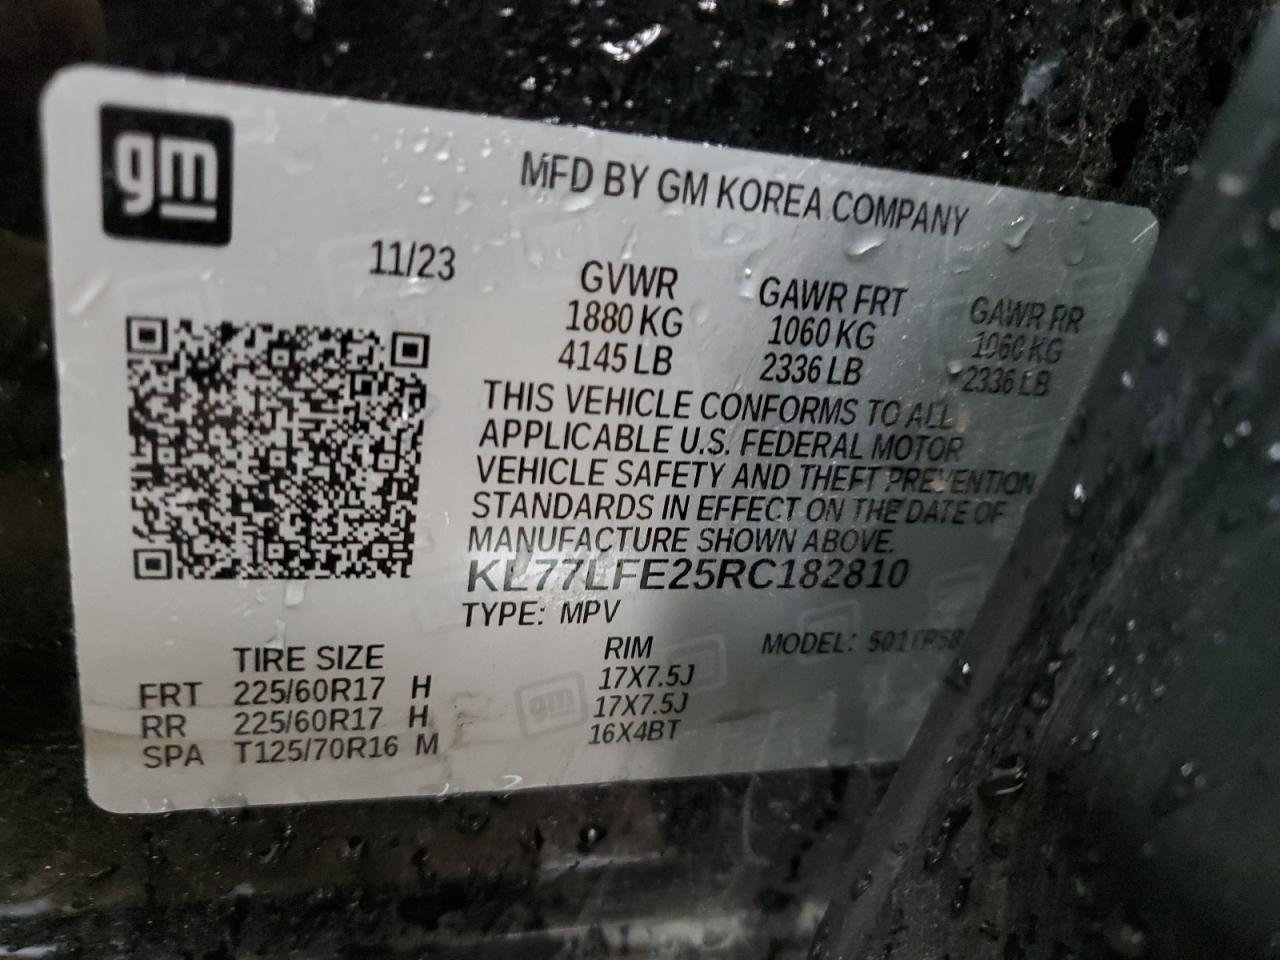 gm
MFD BY GM KOREA COMPANY
11/23
GVWR GAWR FRT GAWR RR
1880 KG 1060 KG 1060 KG
4145 LB 2336 LB 2336 LB
THIS VEHICLE CONFORMS TO ALL
APPLICABLE U.S. FEDERAL MOTOR
VEHICLE SAFETY AND THEFT PREVENTION
STANDARDS IN EFFECT ON THE DATE OF
MANUFACTURE SHOWN ABOVE.
KL77LFE25RC182810
TYPE: MPV
MODEL:
TIRE SIZE RIM
FRT 225/60R17 H 17X7.5J
RR 225/60R17 H 17X7.5J
SPA T125/70R16 M 16X4BT